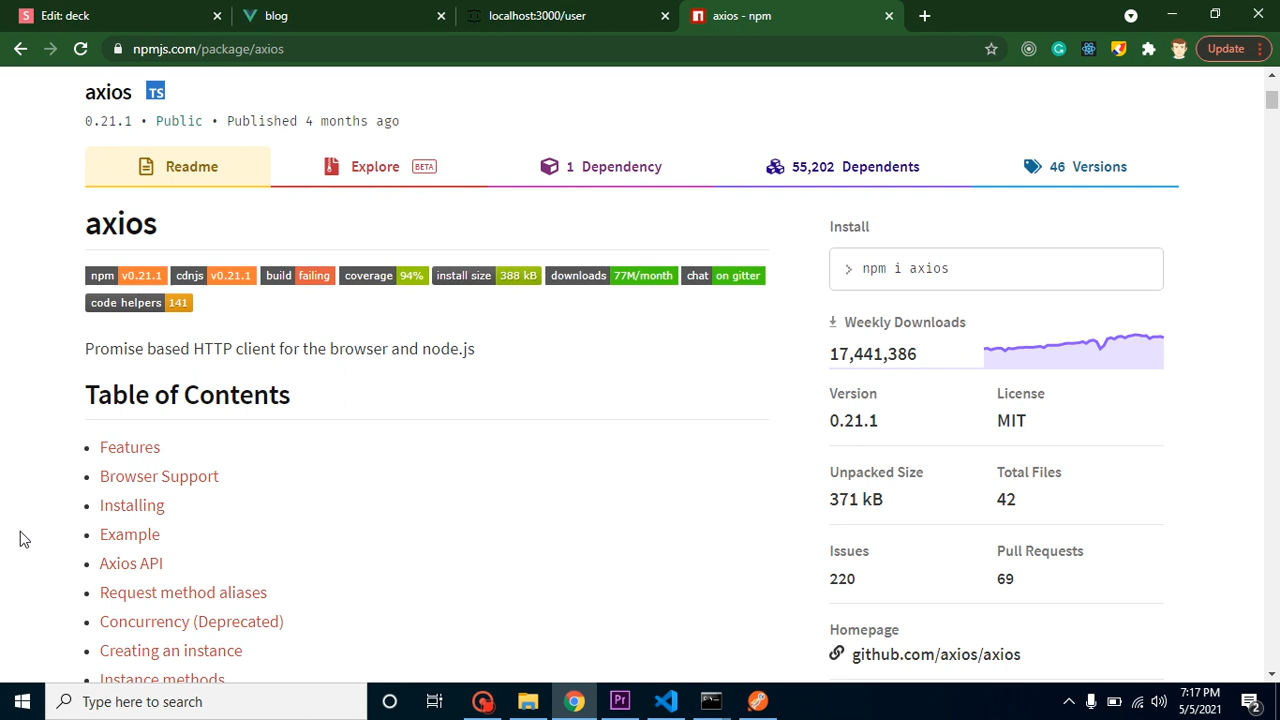 Edit: deck
blog
localhost:3000/user
axios - npm
npmjs.com/package/axios
Update
axios TS
0.21.1 • Public • Published 4 months ago
Readme
Explore BETA
1 Dependency
55,202 Dependents
46 Versions
axios
npm v0.21.1 cdnjs v0.21.1 build failing coverage 94% install size 388 kB downloads 77M/month chat on gitter
code helpers 141
Promise based HTTP client for the browser and node.js
Table of Contents
• Features
• Browser Support
• Installing
• Example
• Axios API
• Request method aliases
• Concurrency (Deprecated)
• Creating an instance
• Instance methods
Install
> npm i axios
Weekly Downloads
17,441,386
Version License
0.21.1 MIT
Unpacked Size Total Files
371 kB 42
Issues Pull Requests
220 69
Homepage
github.com/axios/axios
Type here to search
Pr
7:17 PM
5/5/2021
2